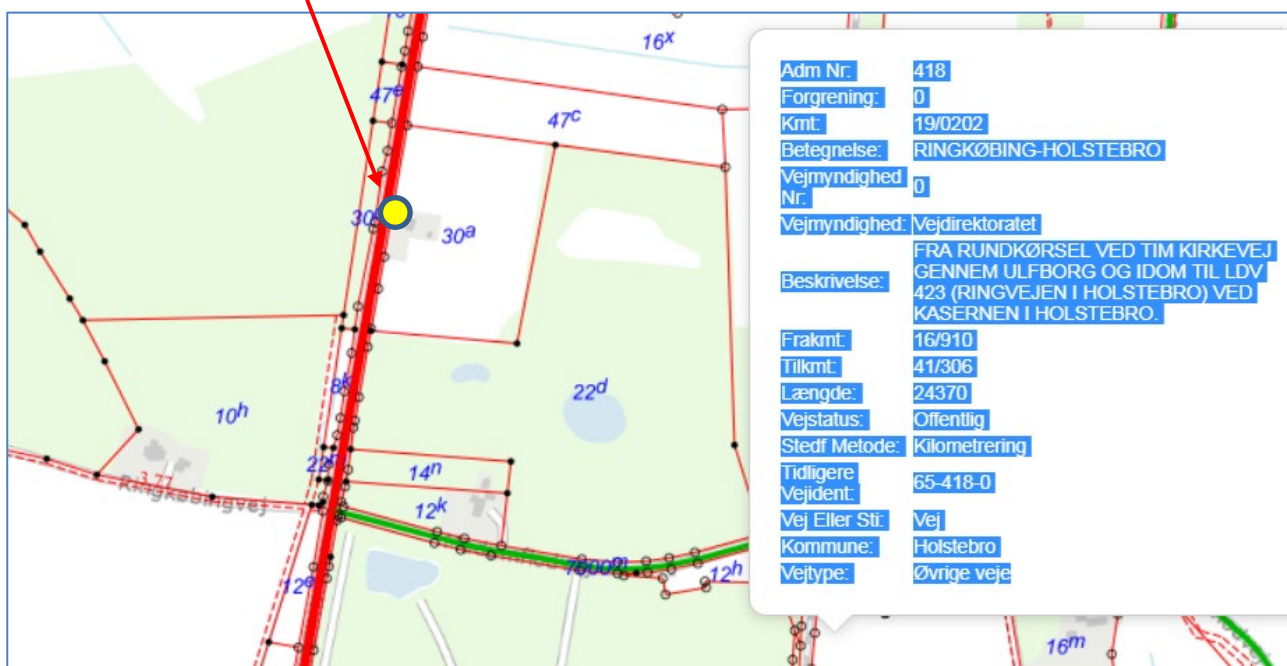 16x
47e
47c
30a
22d
8k
10h
14n
12k
3.77
Ringkøbingvej
12e
7000m
12h
16m
Adm Nr: 418
Forgrening: 0
Kmt: 19/0202
Betegnelse: RINGKØBING-HOLSTEBRO
Vejmyndighed
Nr: 0
Vejmyndighed: Vejdirektoratet
Beskrivelse: FRA RUNDKØRSEL VED TIM KIRKEVEJ
GENNEM ULFBORG OG IDOM TIL LDV
423 (RINGVEJEN I HOLSTEBRO) VED
KASERNEN I HOLSTEBRO.
Frakmt: 16/910
Tilkmt: 41/306
Længde: 24370
Vejstatus: Offentlig
Stedf Metode: Kilometrering
Tidligere
Vejident: 65-418-0
Vej Eller Sti: Vej
Kommune: Holstebro
Vejtype: Øvrige veje